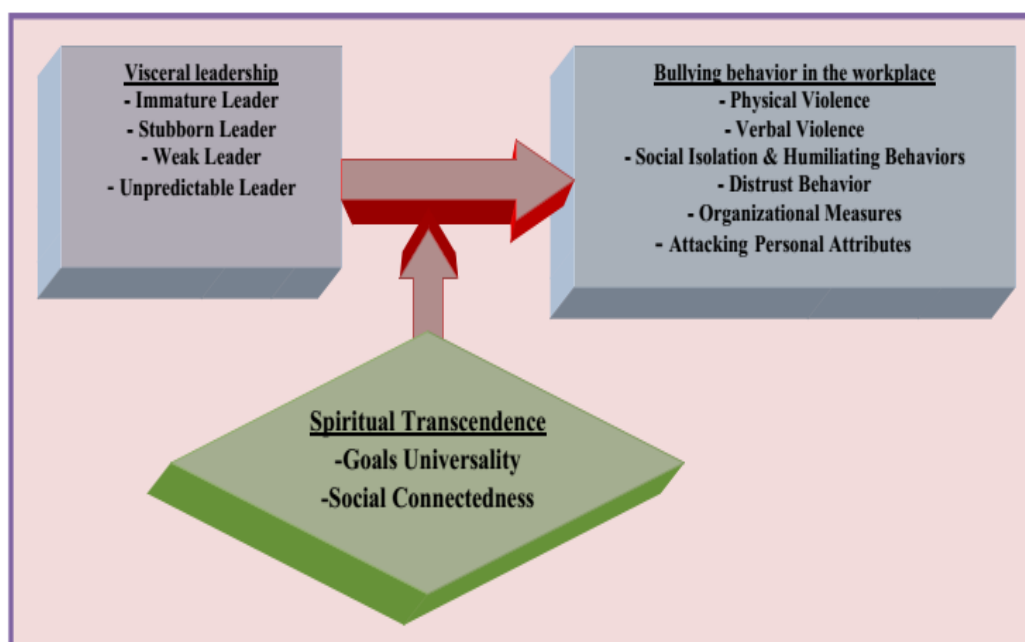 Visceral leadership
- Immature Leader
- Stubborn Leader
- Weak Leader
- Unpredictable Leader
Bullying behavior in the workplace
- Physical Violence
- Verbal Violence
- Social Isolation & Humiliating Behaviors
- Distrust Behavior
- Organizational Measures
- Attacking Personal Attributes
Spiritual Transcendence
-Goals Universality
-Social Connectedness